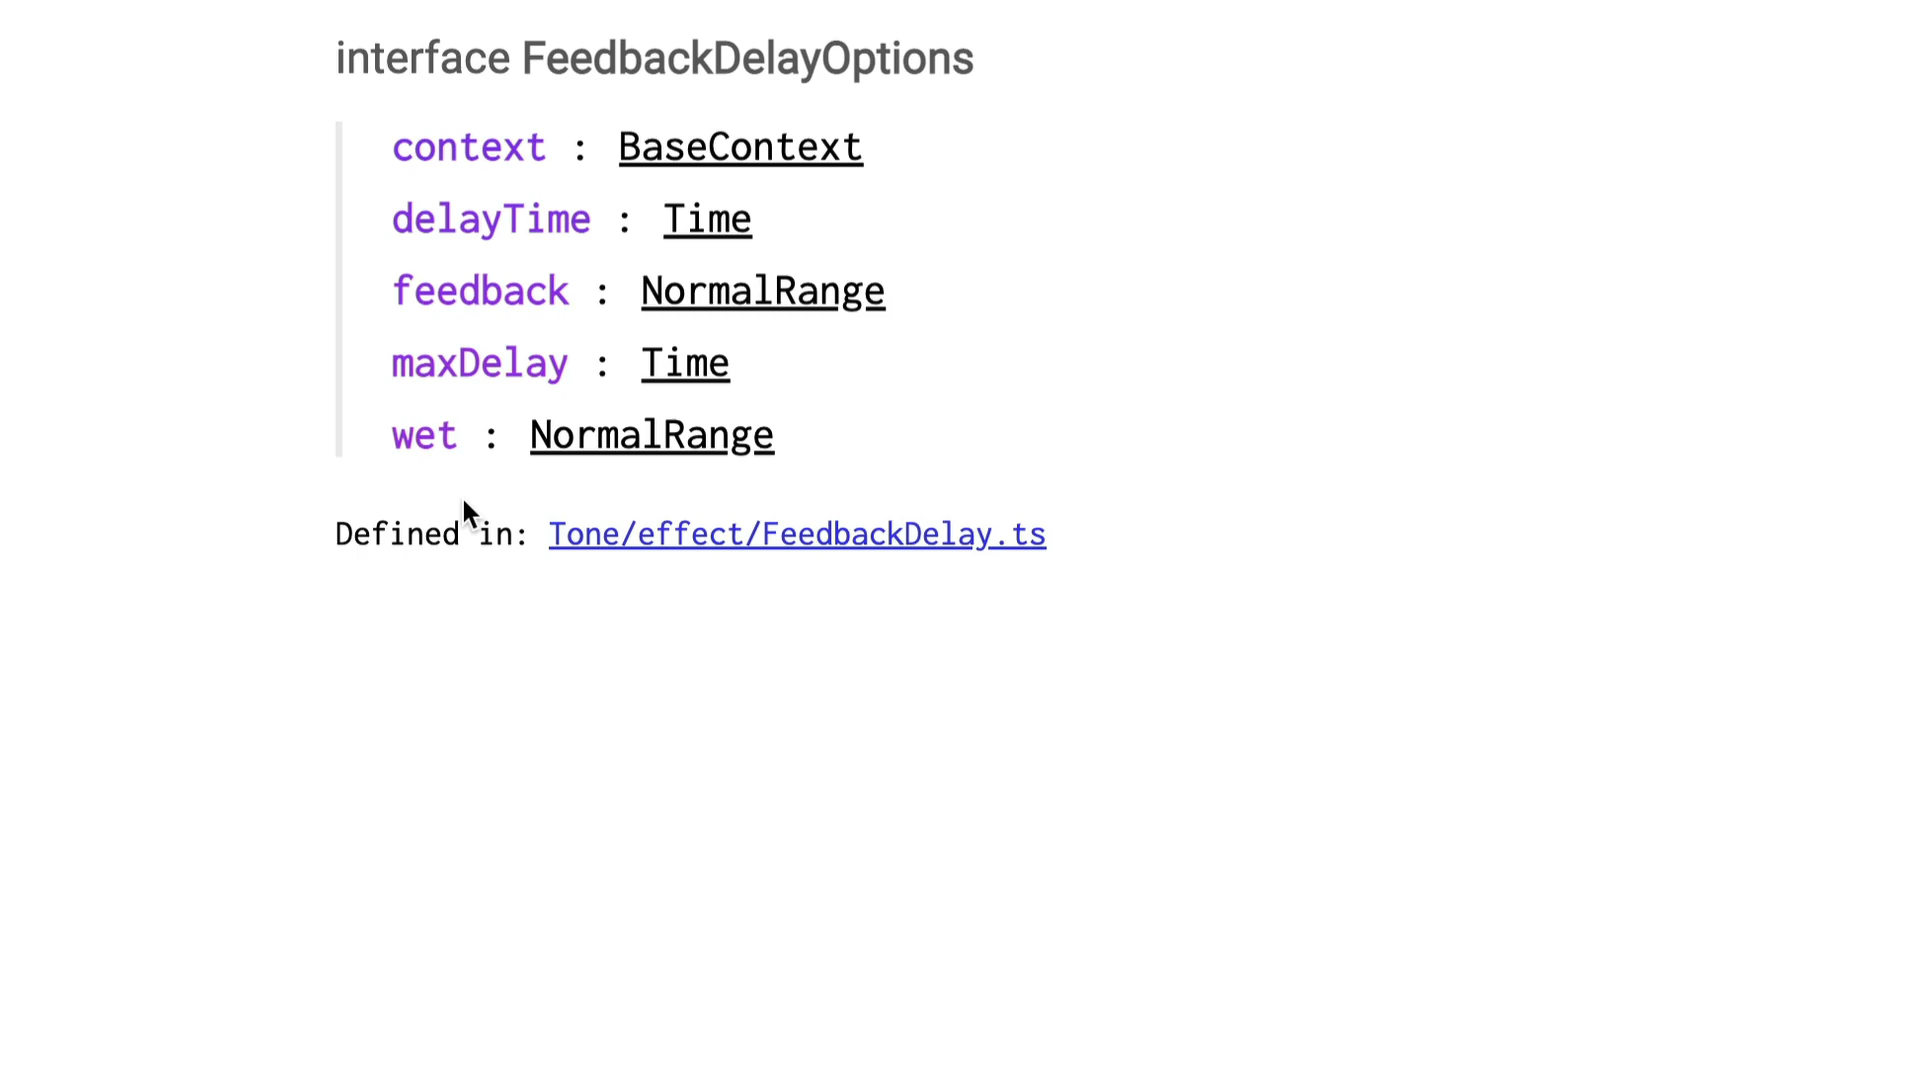 interface FeedbackDelayOptions
context : BaseContext
delayTime : Time
feedback : NormalRange
maxDelay : Time
wet : NormalRange
Defined in: Tone/effect/FeedbackDelay.ts